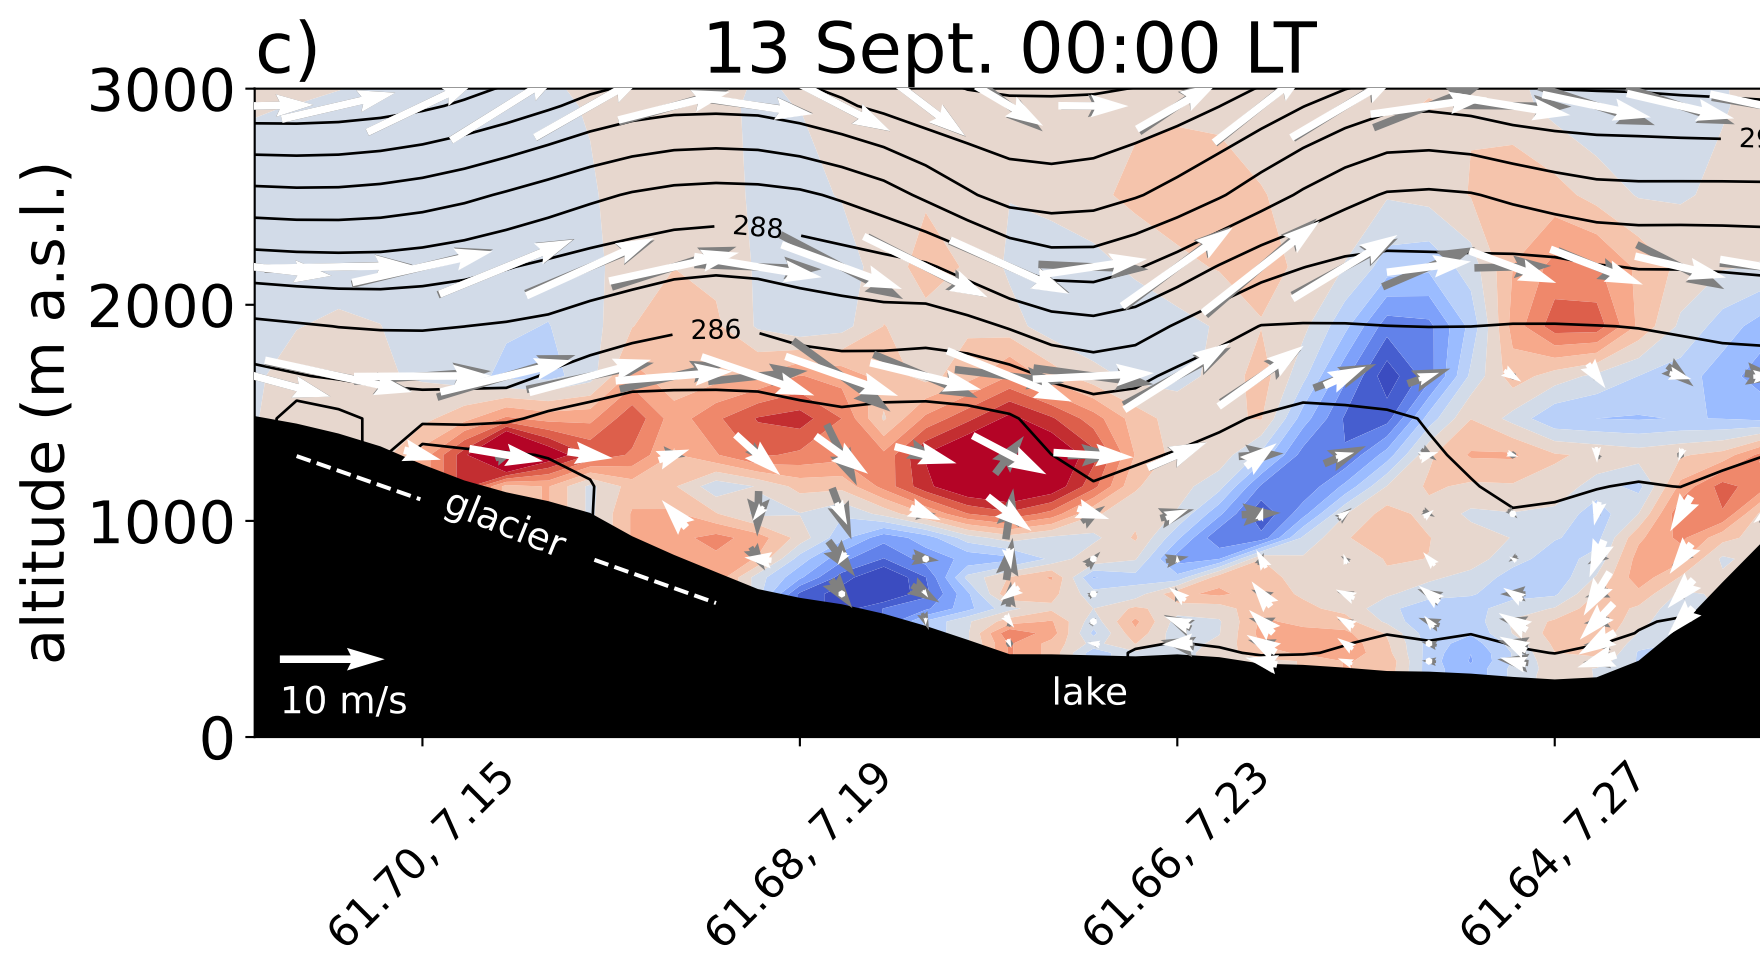 c) 13 Sept. 00:00 LT
3000
2000
1000
0
altitude (m a.s.l.)
288
286
glacier
10 m/s
lake
61.70, 7.15
61.68, 7.19
61.66, 7.23
61.64, 7.27